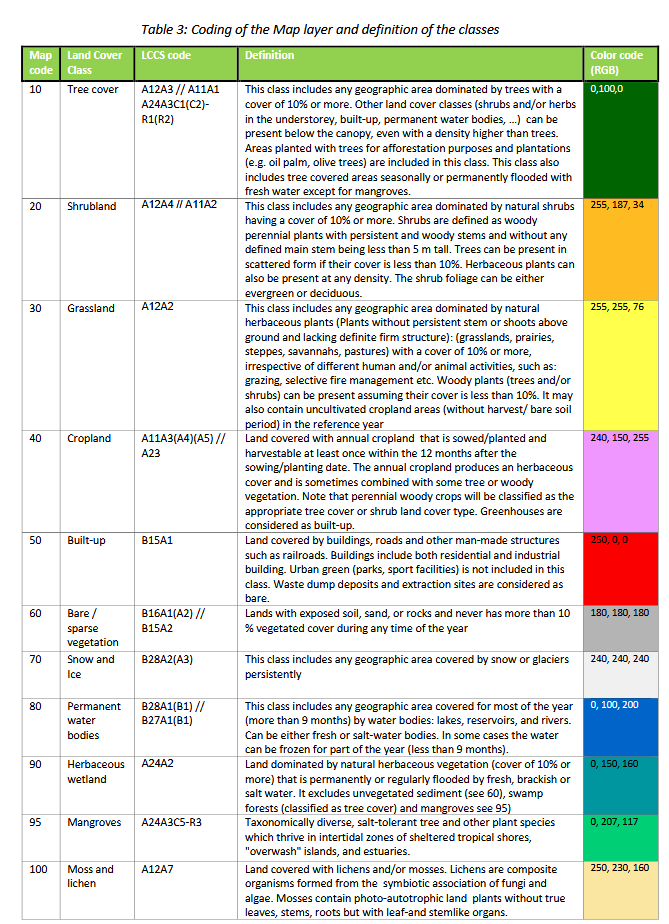 Table 3: Coding of the Map layer and definition of the classes
Map code | Land Cover Class | LCCS code | Definition | Color code (RGB)
10 | Tree cover | A12A3 // A11A1 A24A3C1(C2)-R1(R2) | This class includes any geographic area dominated by trees with a cover of 10% or more. Other land cover classes (shrubs and/or herbs in the understorey, built-up, permanent water bodies, …) can be present below the canopy, even with a density higher than trees. Areas planted with trees for afforestation purposes and plantations (e.g. oil palm, olive trees) are included in this class. This class also includes tree covered areas seasonally or permanently flooded with fresh water except for mangroves. | 0,100,0
20 | Shrubland | A12A4 // A11A2 | This class includes any geographic area dominated by natural shrubs having a cover of 10% or more. Shrubs are defined as woody perennial plants with persistent and woody stems and without any defined main stem being less than 5 m tall. Trees can be present in scattered form if their cover is less than 10%. Herbaceous plants can also be present at any density. The shrub foliage can be either evergreen or deciduous. | 255, 187, 34
30 | Grassland | A12A2 | This class includes any geographic area dominated by natural herbaceous plants (Plants without persistent stem or shoots above ground and lacking definite firm structure): (grasslands, prairies, steppes, savannahs, pastures) with a cover of 10% or more, irrespective of different human and/or animal activities, such as: grazing, selective fire management etc. Woody plants (trees and/or shrubs) can be present assuming their cover is less than 10%. It may also contain uncultivated cropland areas (without harvest/ bare soil period) in the reference year | 255, 255, 76
40 | Cropland | A11A3(A4)(A5) // A23 | Land covered with annual cropland that is sowed/planted and harvestable at least once within the 12 months after the sowing/planting date. The annual cropland produces an herbaceous cover and is sometimes combined with some tree or woody vegetation. Note that perennial woody crops will be classified as the appropriate tree cover or shrub land cover type. Greenhouses are considered as built-up. | 240, 150, 255
50 | Built-up | B15A1 | Land covered by buildings, roads and other man-made structures such as railroads. Buildings include both residential and industrial building. Urban green (parks, sport facilities) is not included in this class. Waste dump deposits and extraction sites are considered as bare. | 250, 0, 0
60 | Bare / sparse vegetation | B16A1(A2) // B15A2 | Lands with exposed soil, sand, or rocks and never has more than 10 % vegetated cover during any time of the year | 180, 180, 180
70 | Snow and Ice | B28A2(A3) | This class includes any geographic area covered by snow or glaciers persistently | 240, 240, 240
80 | Permanent water bodies | B28A1(B1) // B27A1(B1) | This class includes any geographic area covered for most of the year (more than 9 months) by water bodies: lakes, reservoirs, and rivers. Can be either fresh or salt-water bodies. In some cases the water can be frozen for part of the year (less than 9 months). | 0, 100, 200
90 | Herbaceous wetland | A24A2 | Land dominated by natural herbaceous vegetation (cover of 10% or more) that is permanently or regularly flooded by fresh, brackish or salt water. It excludes unvegetated sediment (see 60), swamp forests (classified as tree cover) and mangroves see 95) | 0, 150, 160
95 | Mangroves | A24A3C5-R3 | Taxonomically diverse, salt-tolerant tree and other plant species which thrive in intertidal zones of sheltered tropical shores, "overwash" islands, and estuaries. | 0, 207, 117
100 | Moss and lichen | A12A7 | Land covered with lichens and/or mosses. Lichens are composite organisms formed from the symbiotic association of fungi and algae. Mosses contain photo-autotrophic land plants without true leaves, stems, roots but with leaf-and stemlike organs. | 250, 230, 160